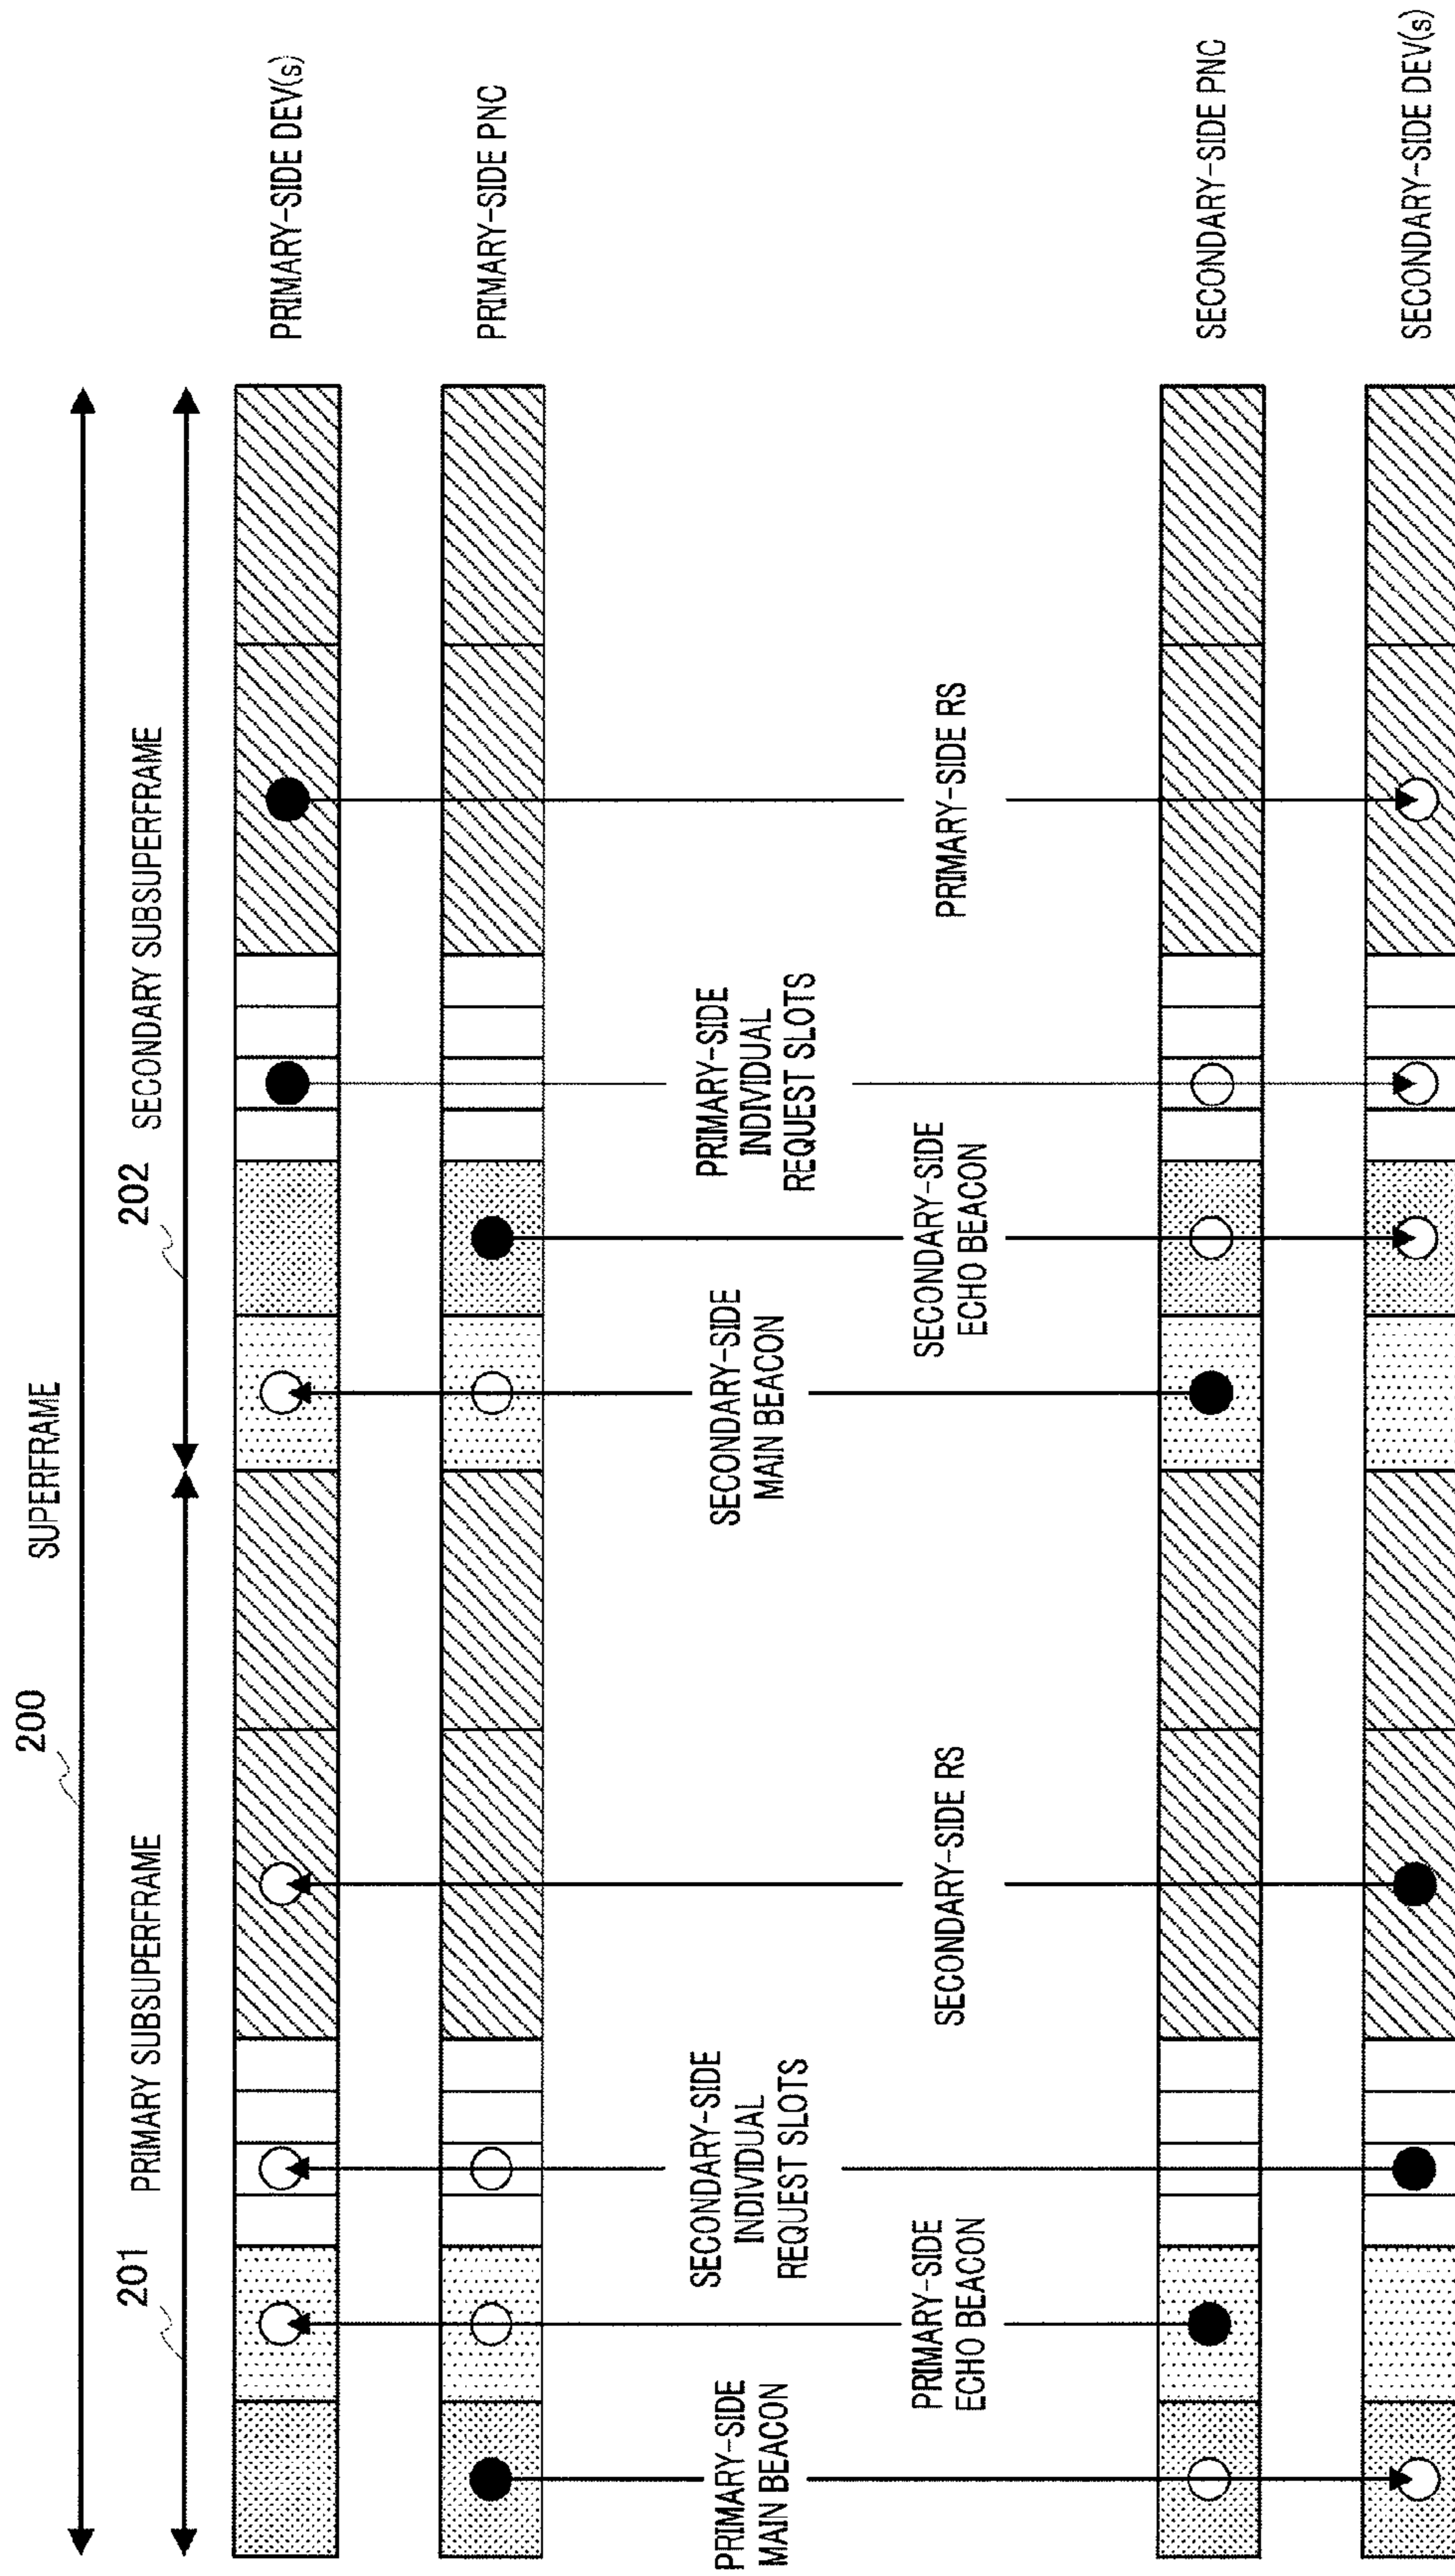 200
SUPERFRAME
201
PRIMARY SUBSUPERFRAME
202
SECONDARY SUBSUPERFRAME
PRIMARY-SIDE DEV(s)
PRIMARY-SIDE PNC
PRIMARY-SIDE
MAIN BEACON
PRIMARY-SIDE
ECHO BEACON
SECONDARY-SIDE
INDIVIDUAL
REQUEST SLOTS
SECONDARY-SIDE RS
SECONDARY-SIDE
MAIN BEACON
SECONDARY-SIDE
ECHO BEACON
PRIMARY-SIDE
INDIVIDUAL
REQUEST SLOTS
PRIMARY-SIDE RS
SECONDARY-SIDE PNC
SECONDARY-SIDE DEV(s)